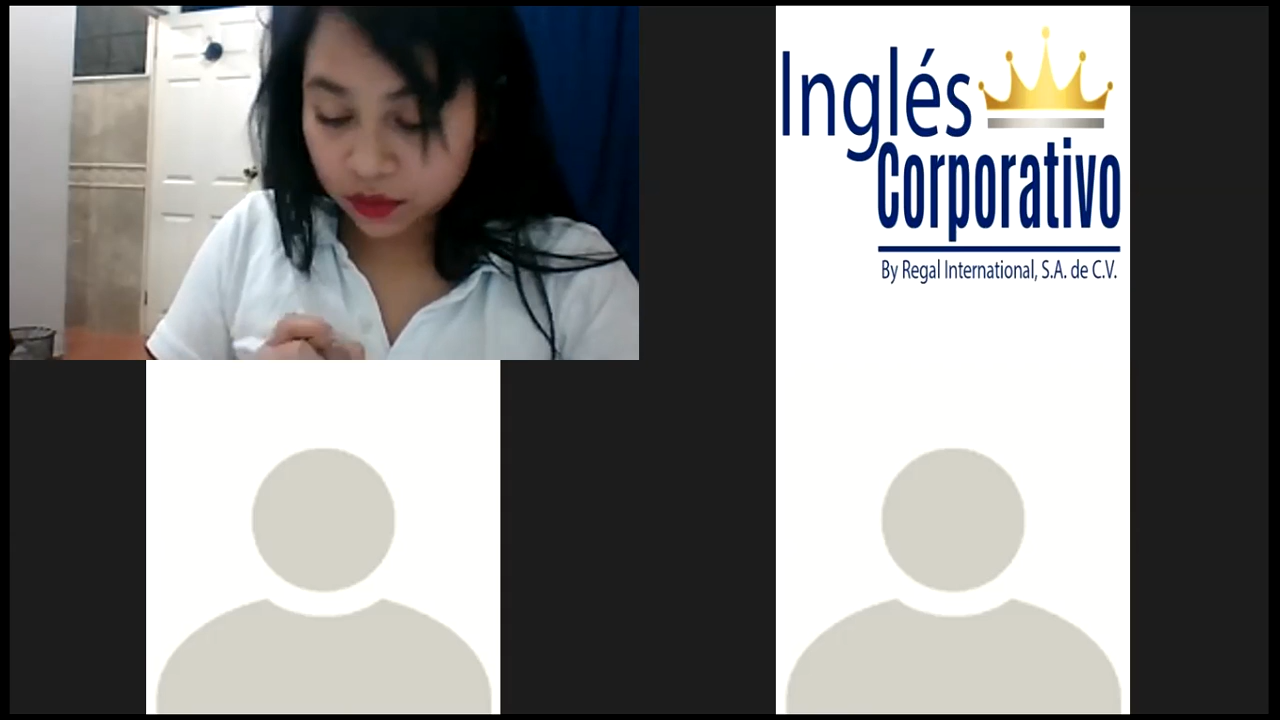 Inglés
Corporativo
By Regal International, S.A. de C.V.